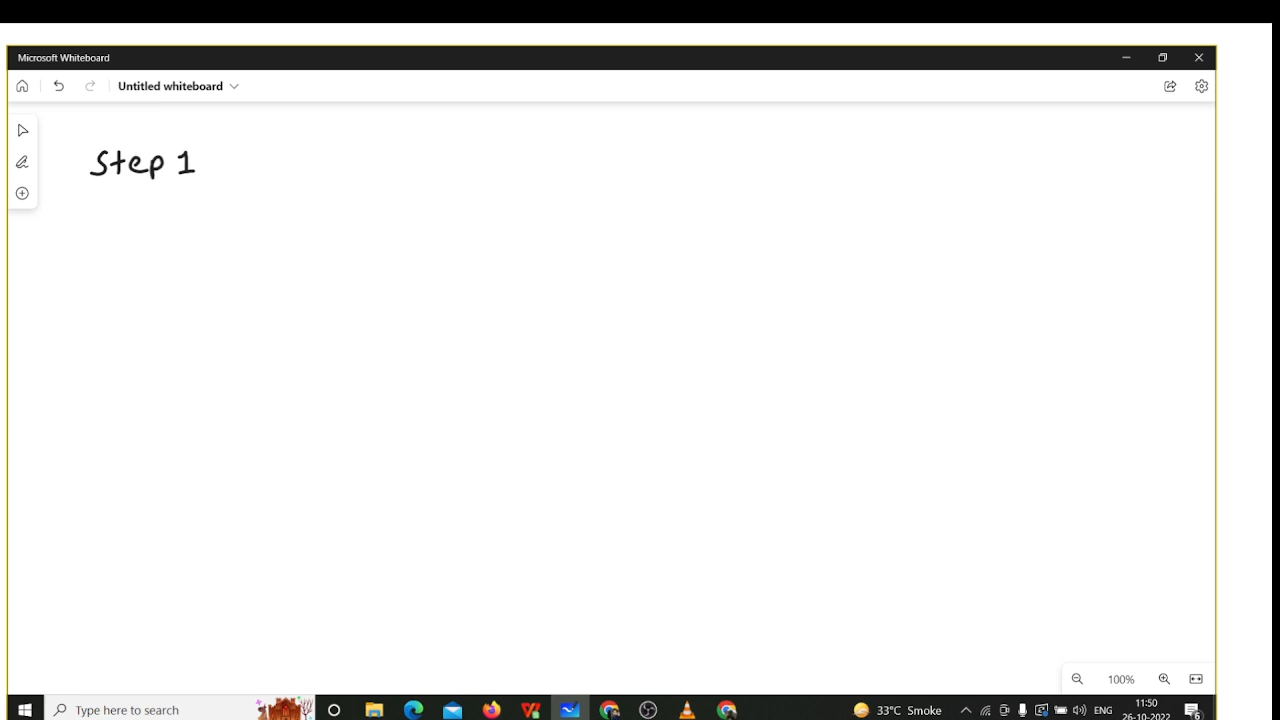 Microsoft Whiteboard
Untitled whiteboard
Step 1
100%
Type here to search
33°C Smoke
ENG
11:50
26-10-2022
6